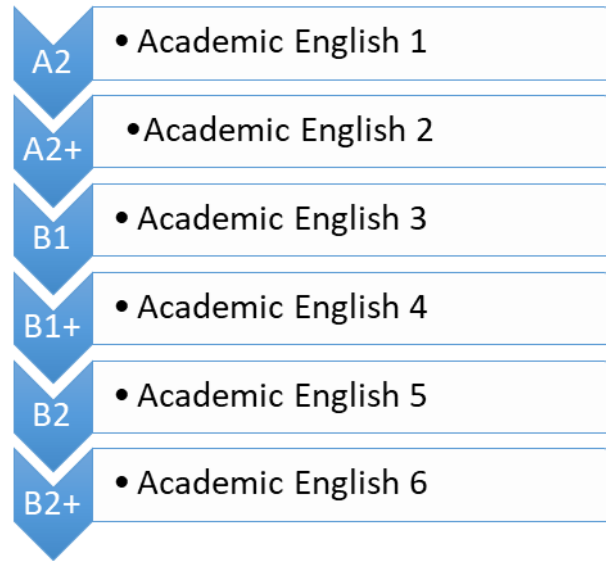 A2
• Academic English 1
A2+
•Academic English 2
B1
• Academic English 3
B1+
• Academic English 4
B2
• Academic English 5
B2+
• Academic English 6